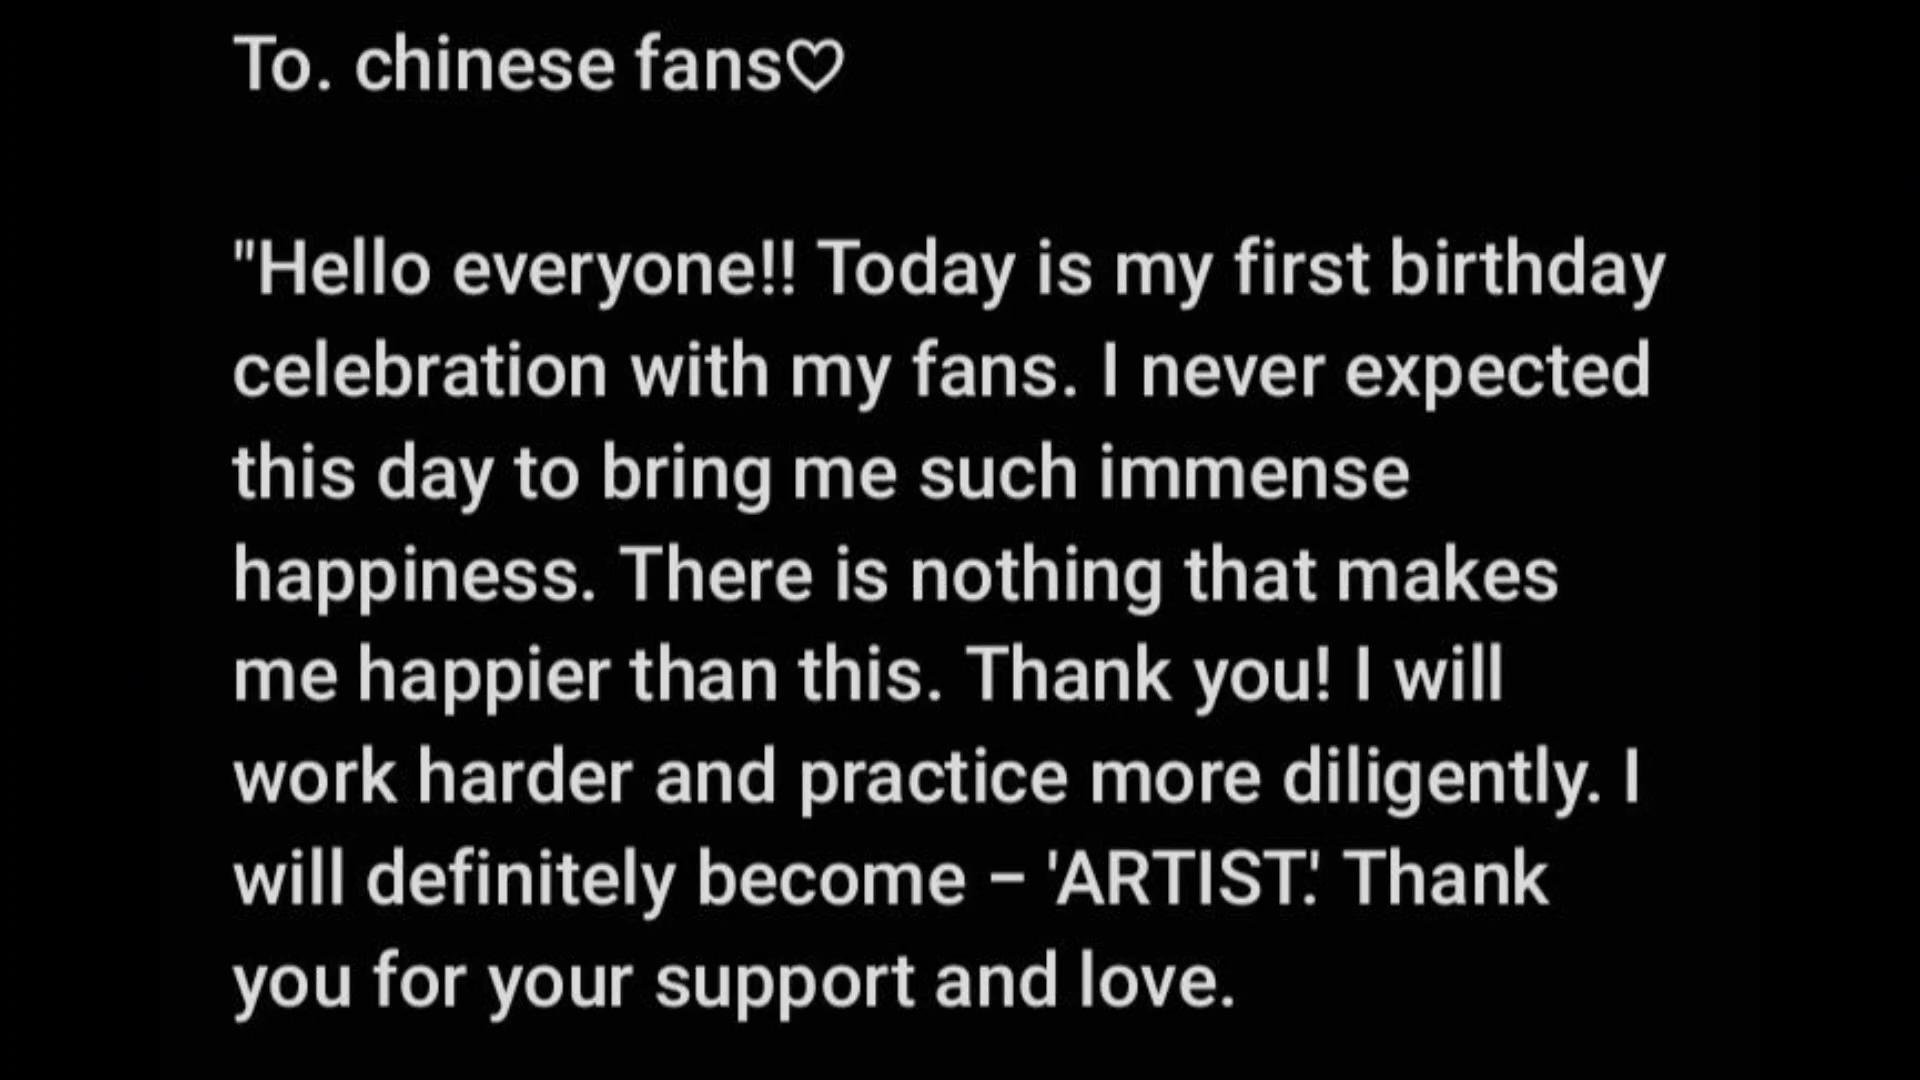 To. chinese fans♡
"Hello everyone!! Today is my first birthday
celebration with my fans. I never expected
this day to bring me such immense
happiness. There is nothing that makes
me happier than this. Thank you! I will
work harder and practice more diligently. I
will definitely become – 'ARTIST.' Thank
you for your support and love.